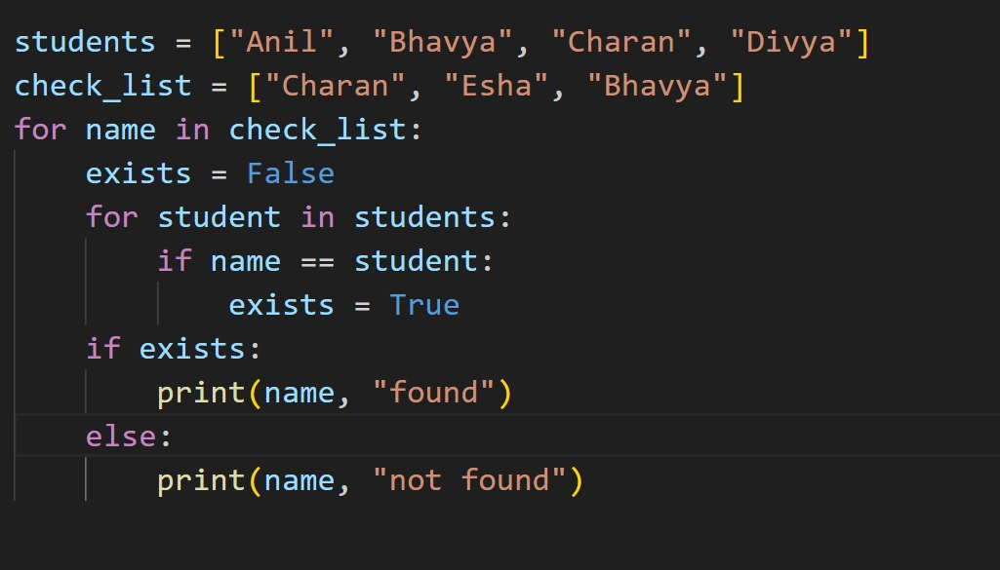 students = ["Anil", "Bhavya", "Charan", "Divya"]
check_list = ["Charan", "Esha", "Bhavya"]
for name in check_list:
    exists = False
    for student in students:
        if name == student:
            exists = True
    if exists:
        print(name, "found")
    else:
        print(name, "not found")